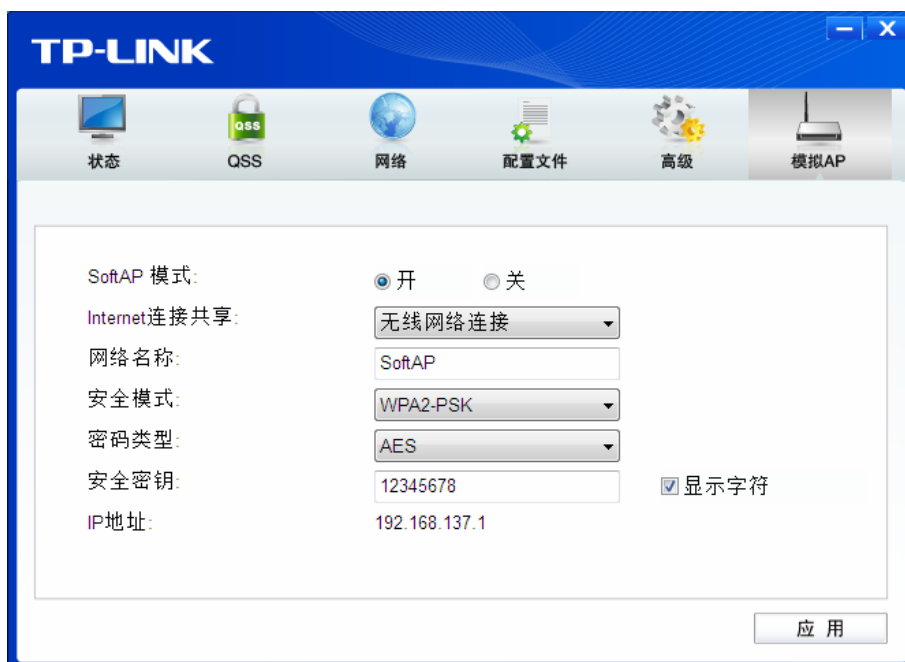 TP-LINK
QSS
状态 QSS 网络 配置文件 高级 模拟AP
SoftAP 模式: 开 关
Internet连接共享: 无线网络连接
网络名称: SoftAP
安全模式: WPA2-PSK
密码类型: AES
安全密钥: 12345678 显示字符
IP地址: 192.168.137.1
应 用